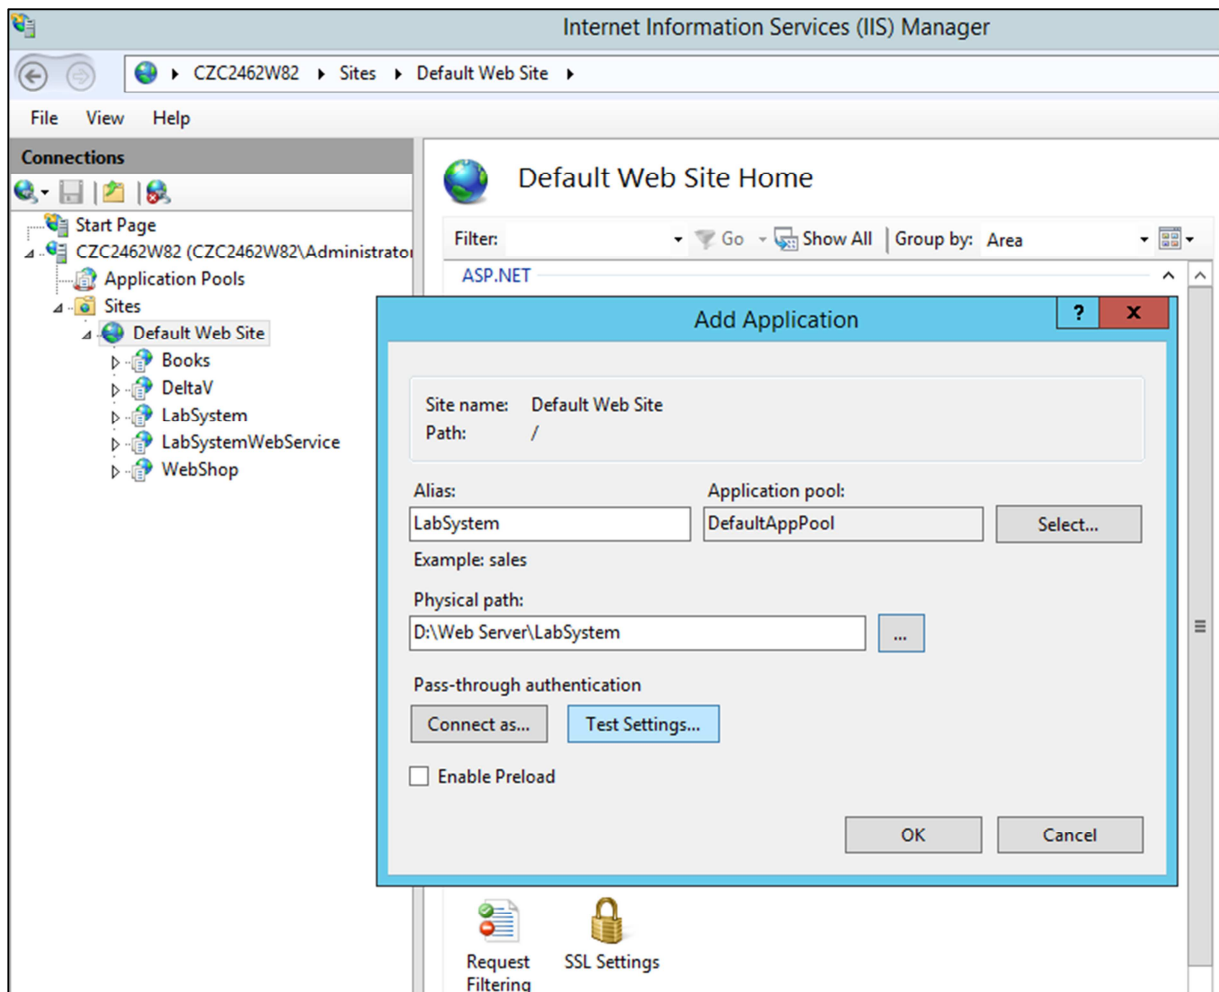 Internet Information Services (IIS) Manager
CZC2462W82 Sites Default Web Site
File View Help
Connections
Default Web Site Home
Start Page
Filter: Go Show All Group by: Area
CZC2462W82 (CZC2462W82\Administrator
ASP.NET
Application Pools
Sites
Default Web Site
Books
DeltaV
LabSystem
LabSystemWebService
WebShop
Add Application
? X
Site name: Default Web Site
Path: /
Alias: Application pool:
LabSystem DefaultAppPool Select...
Example: sales
Physical path:
D:\Web Server\LabSystem ...
Pass-through authentication
Connect as... Test Settings...
Enable Preload
OK Cancel
Request
Filtering
SSL Settings